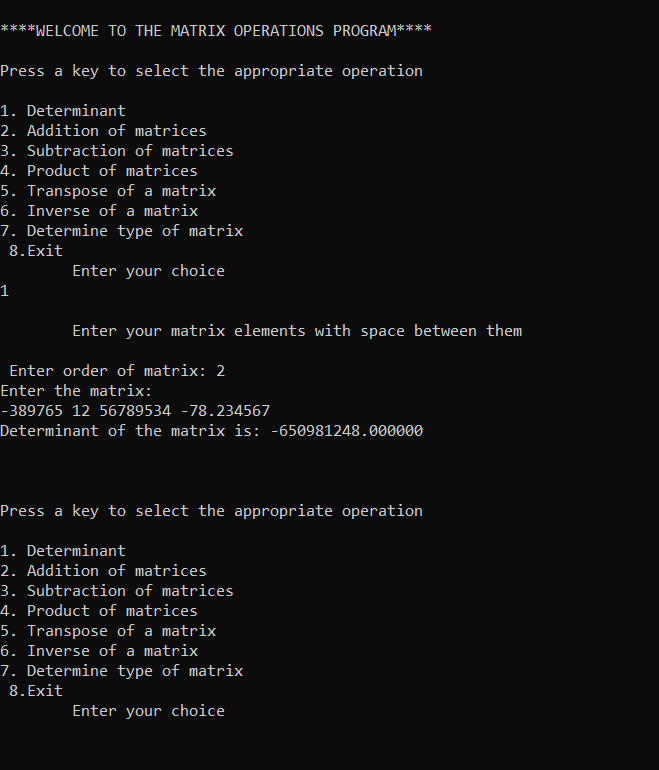 ****WELCOME TO THE MATRIX OPERATIONS PROGRAM****
Press a key to select the appropriate operation
1. Determinant
2. Addition of matrices
3. Subtraction of matrices
4. Product of matrices
5. Transpose of a matrix
6. Inverse of a matrix
7. Determine type of matrix
8.Exit
Enter your choice
1
Enter your matrix elements with space between them
Enter order of matrix: 2
Enter the matrix:
-389765 12 56789534 -78.234567
Determinant of the matrix is: -650981248.000000
Press a key to select the appropriate operation
1. Determinant
2. Addition of matrices
3. Subtraction of matrices
4. Product of matrices
5. Transpose of a matrix
6. Inverse of a matrix
7. Determine type of matrix
8.Exit
Enter your choice